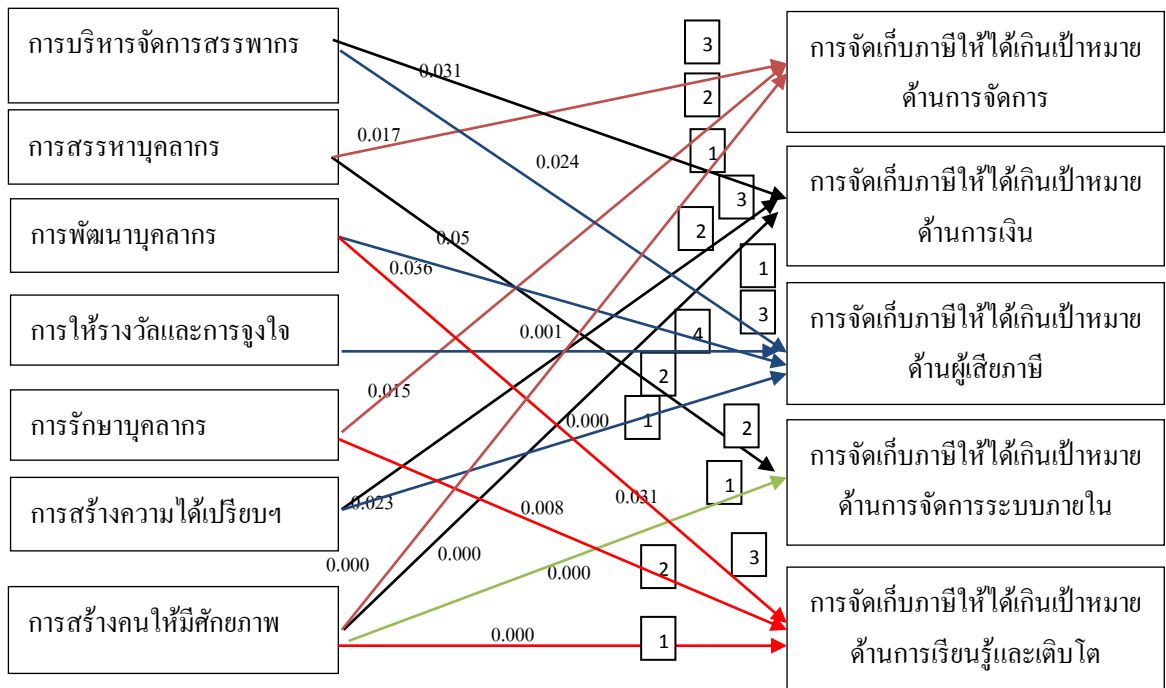 การบริหารจัดการสรรพากร
การสรรหาบุคลากร
การพัฒนาบุคลากร
การให้รางวัลและการจูงใจ
การรักษาบุคลากร
การสร้างความได้เปรียบฯ
การสร้างคนให้มีศักยภาพ
0.031
0.017
0.024
0.05
0.036
0.001
0.015
0.000
0.023
0.031
0.008
0.000
0.000
0.000
0.000
3
2
1
3
2
1
3
4
2
1
2
1
3
2
1
การจัดเก็บภาษีให้ได้เกินเป้าหมาย
ด้านการจัดการ
การจัดเก็บภาษีให้ได้เกินเป้าหมาย
ด้านการเงิน
การจัดเก็บภาษีให้ได้เกินเป้าหมาย
ด้านผู้เสียภาษี
การจัดเก็บภาษีให้ได้เกินเป้าหมาย
ด้านการจัดการระบบภายใน
การจัดเก็บภาษีให้ได้เกินเป้าหมาย
ด้านการเรียนรู้และเติบโต